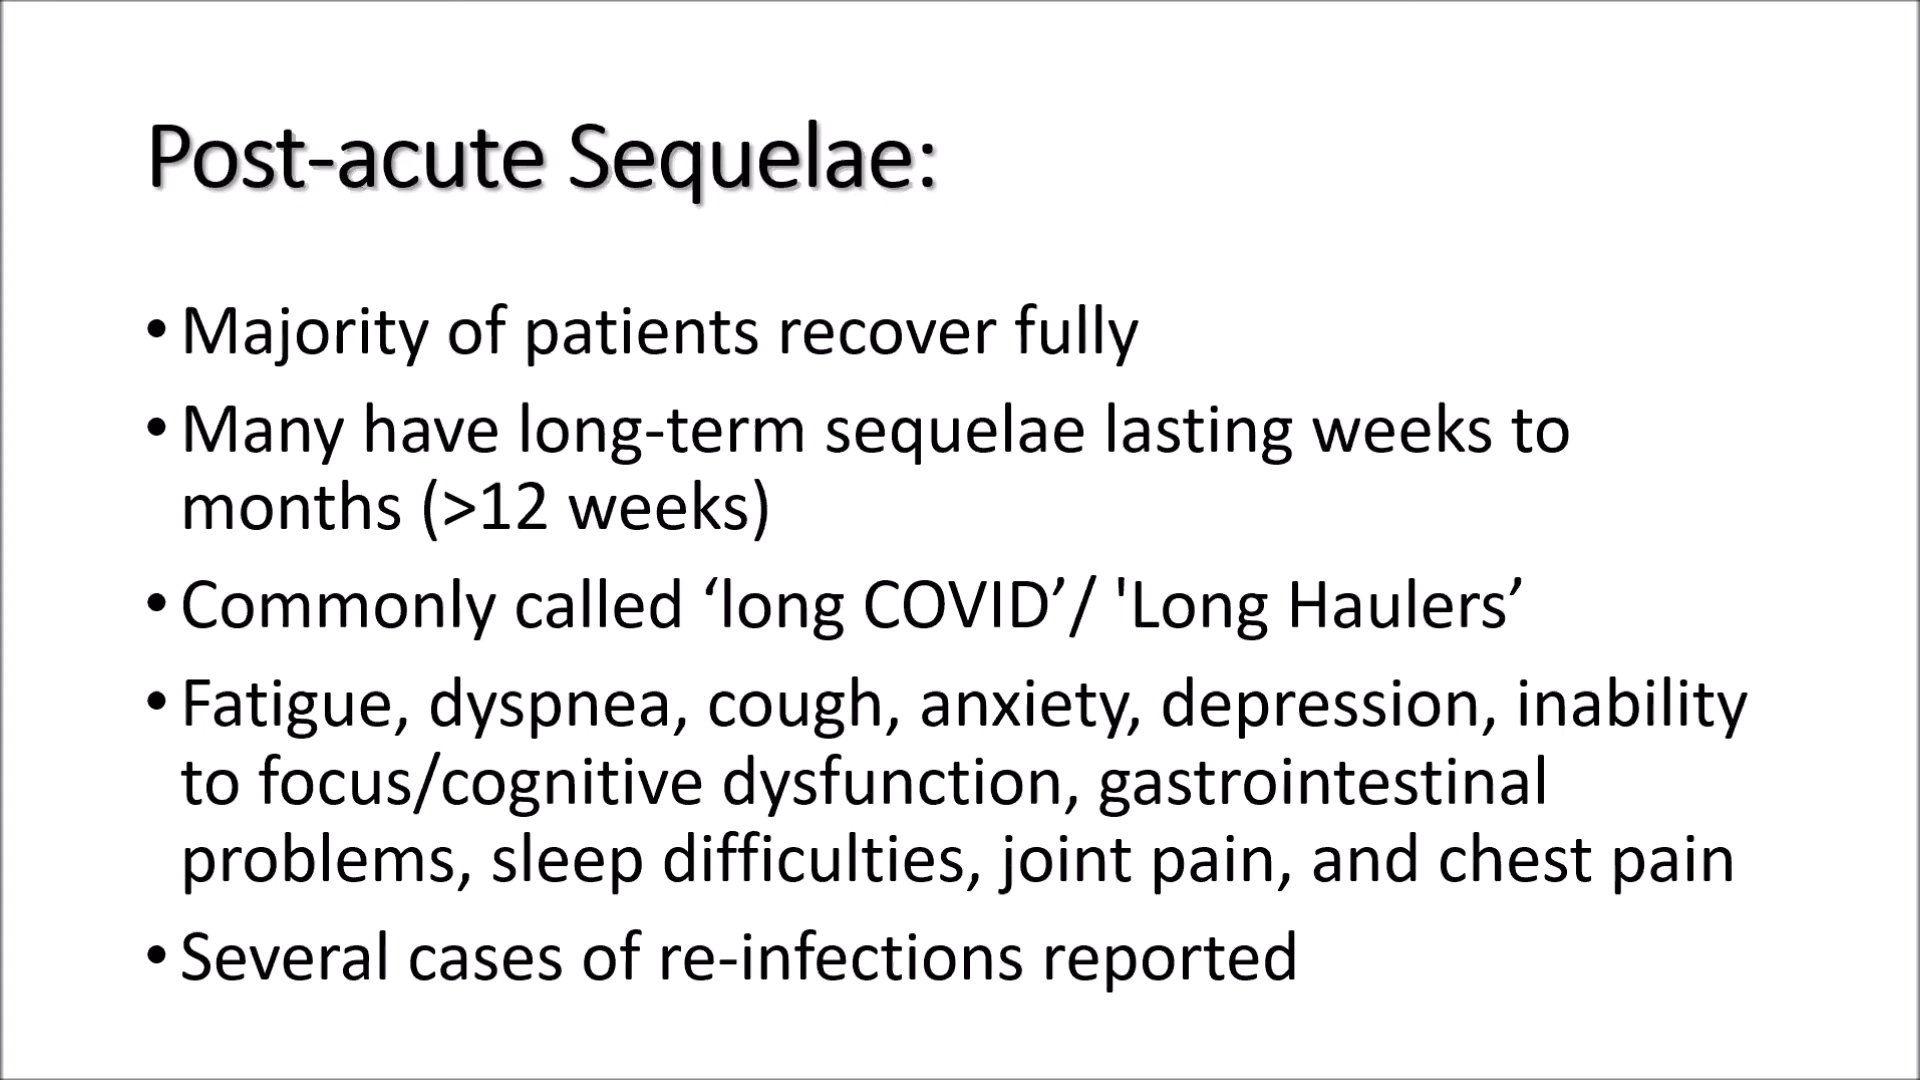 Post-acute Sequelae:
• Majority of patients recover fully
• Many have long-term sequelae lasting weeks to
months (>12 weeks)
• Commonly called ‘long COVID’/ 'Long Haulers’
• Fatigue, dyspnea, cough, anxiety, depression, inability
to focus/cognitive dysfunction, gastrointestinal
problems, sleep difficulties, joint pain, and chest pain
• Several cases of re-infections reported